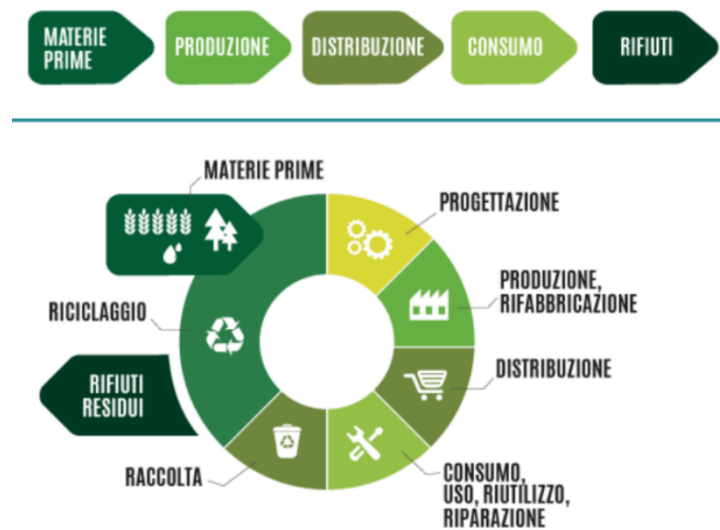 MATERIE
PRIME
PRODUZIONE
DISTRIBUZIONE
CONSUMO
RIFIUTI
MATERIE PRIME
PROGETTAZIONE
PRODUZIONE,
RIFABBRICAZIONE
RICICLAGGIO
DISTRIBUZIONE
RIFIUTI
RESIDUI
RACCOLTA
CONSUMO,
USO, RIUTILIZZO,
RIPARAZIONE